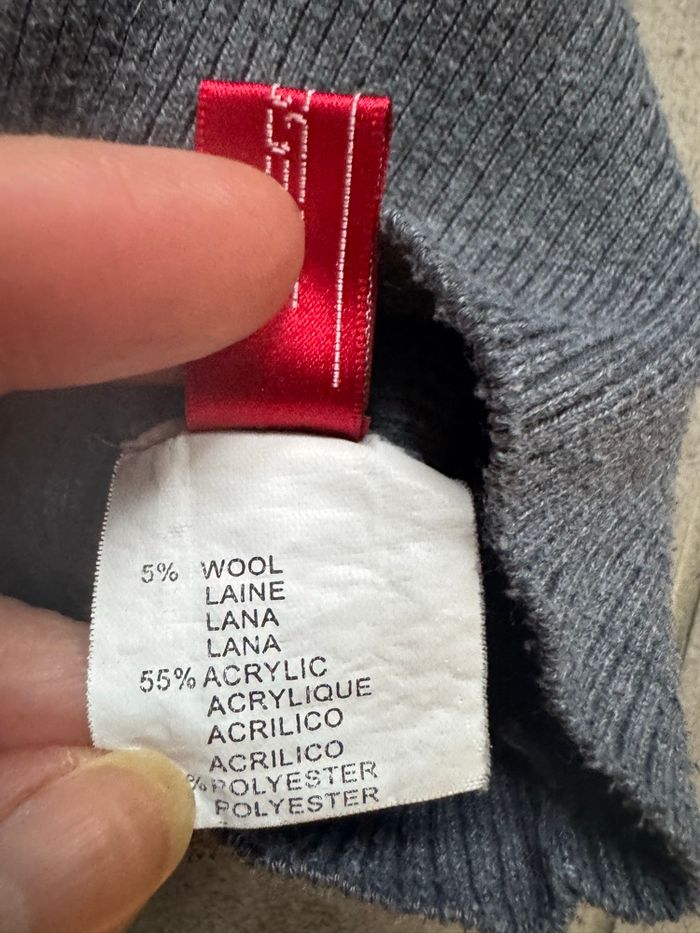 5% WOOL
LAINE
LANA
LANA
55% ACRYLIC
ACRYLIQUE
ACRILICO
ACRILICO
% POLYESTER
POLYESTER